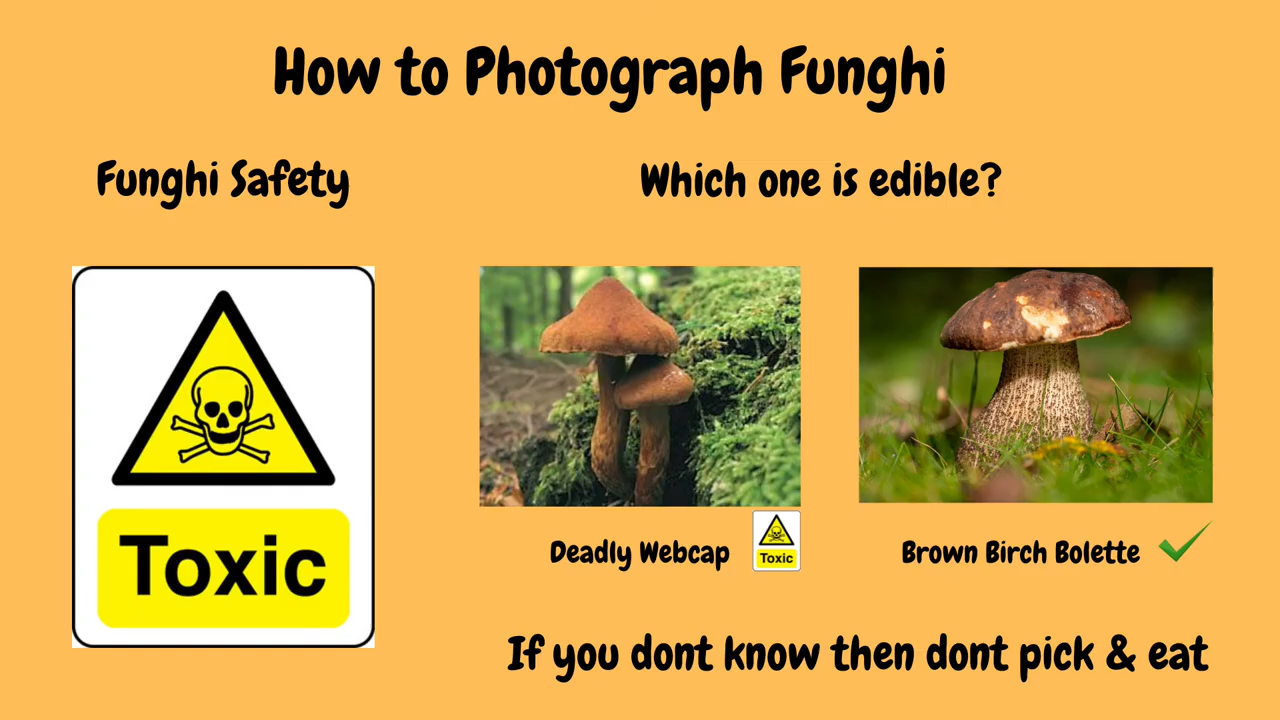 How to Photograph Funghi
Funghi Safety
Which one is edible?
Toxic
Deadly Webcap
Toxic
Brown Birch Bolette
If you dont know then dont pick & eat